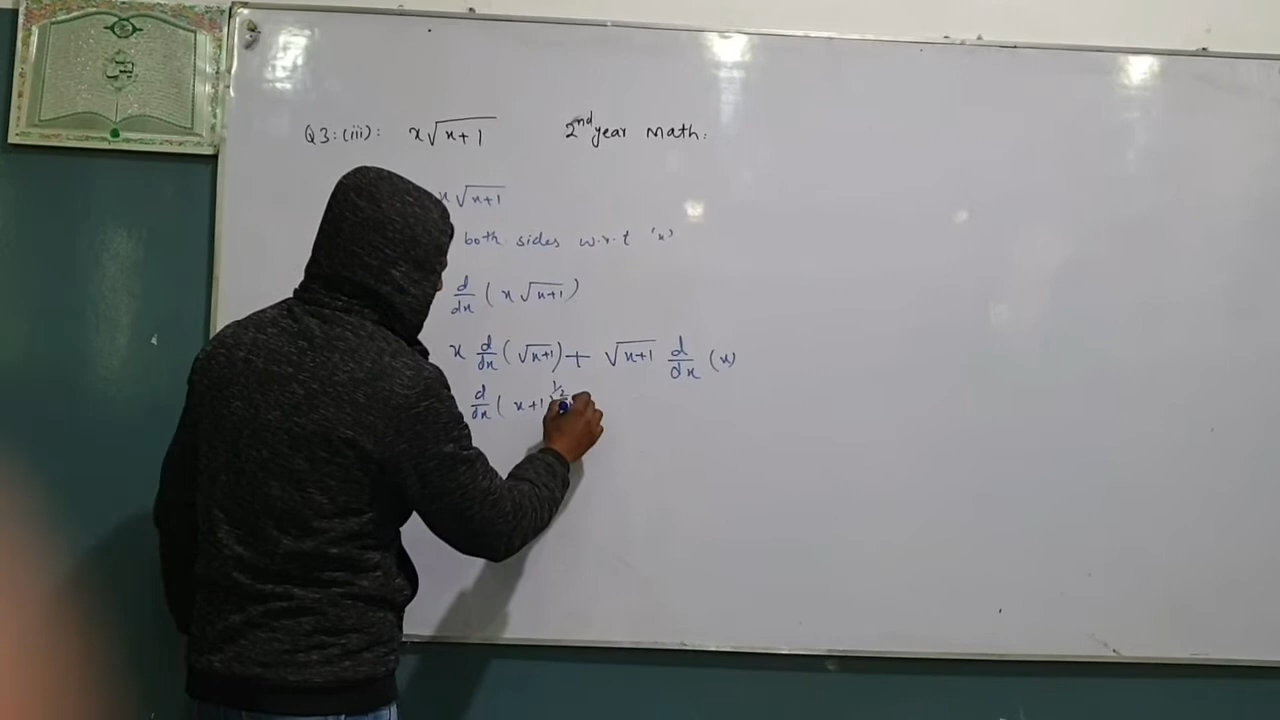 Q3:(iii): x√x+1 2nd year Math:
x√x+1
both sides w.r.t 'x'
d/dx (x√x+1)
x d/dx (√x+1) + √x+1 d/dx (x)
d/dx ( x+1 1/2